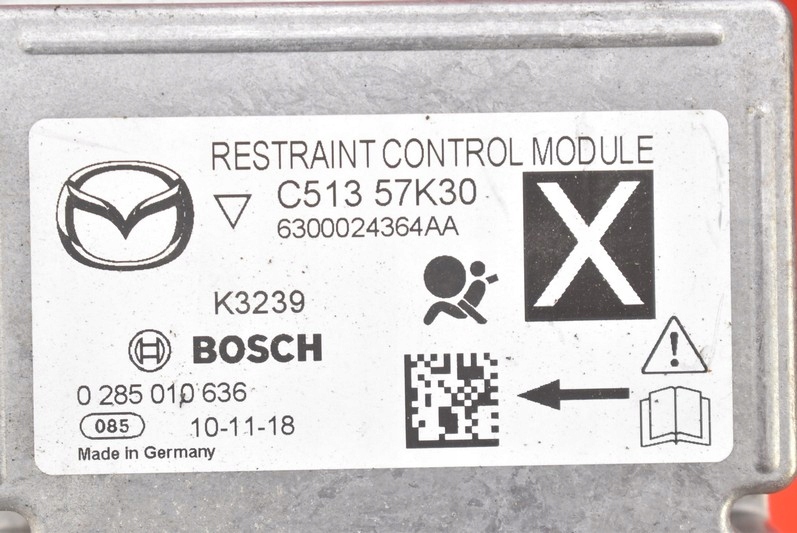 RESTRAINT CONTROL MODULE
C513 57K30
6300024364AA
X
K3239
BOSCH
0 285 010 636
085 10-11-18
Made in Germany